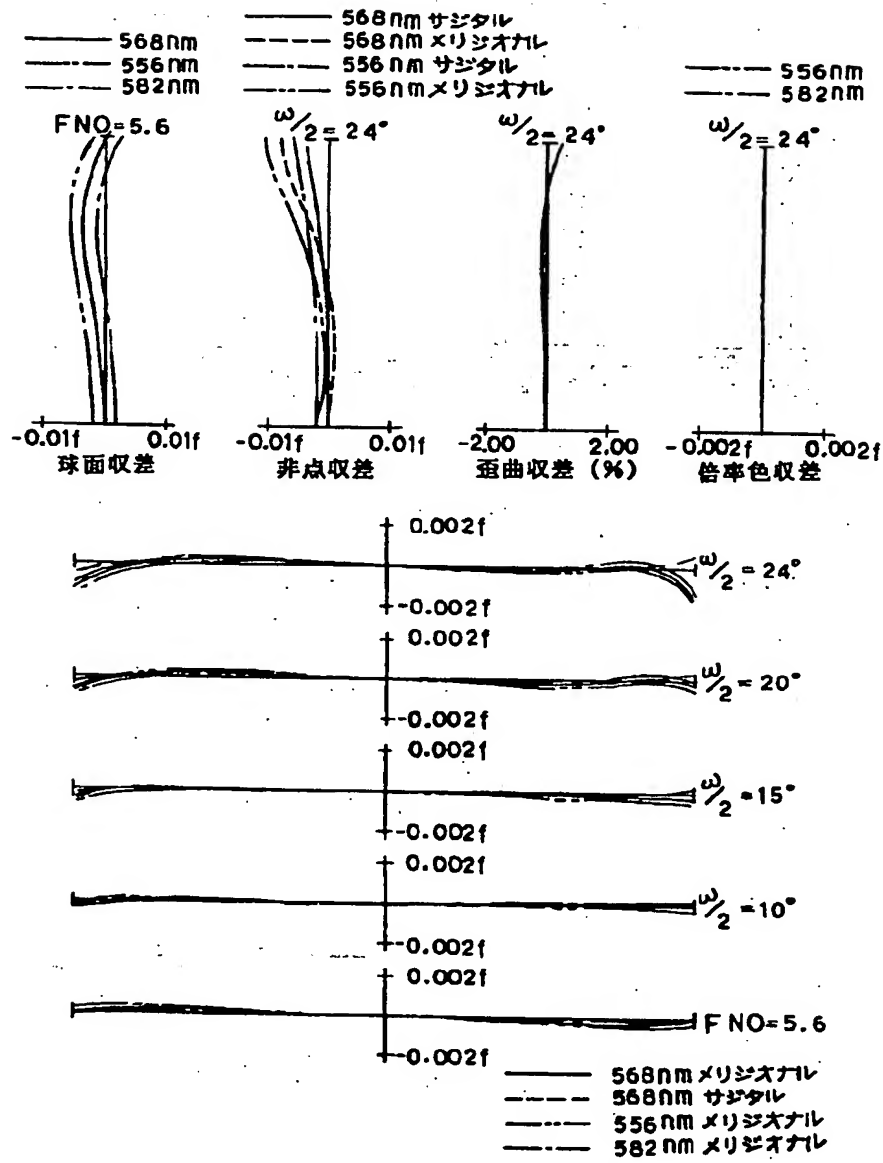 568nm
556nm
582nm
568nm サジタル
568nm メリジオナル
556nm サジタル
556nm メリジオナル
556nm
582nm
FNO=5.6
ω/2=24°
ω/2=24°
ω/2=24°
-0.01f 0.01f
球面収差
-0.01f 0.01f
非点収差
-2.00 2.00
歪曲収差 (%)
-0.002f 0.002f
倍率色収差
0.002f
ω/2=24°
-0.002f
0.002f
ω/2=20°
-0.002f
0.002f
ω/2=15°
-0.002f
0.002f
ω/2=10°
-0.002f
0.002f
FNO=5.6
-0.002f
568nm メリジオナル
568nm サジタル
556nm メリジオナル
582nm メリジオナル